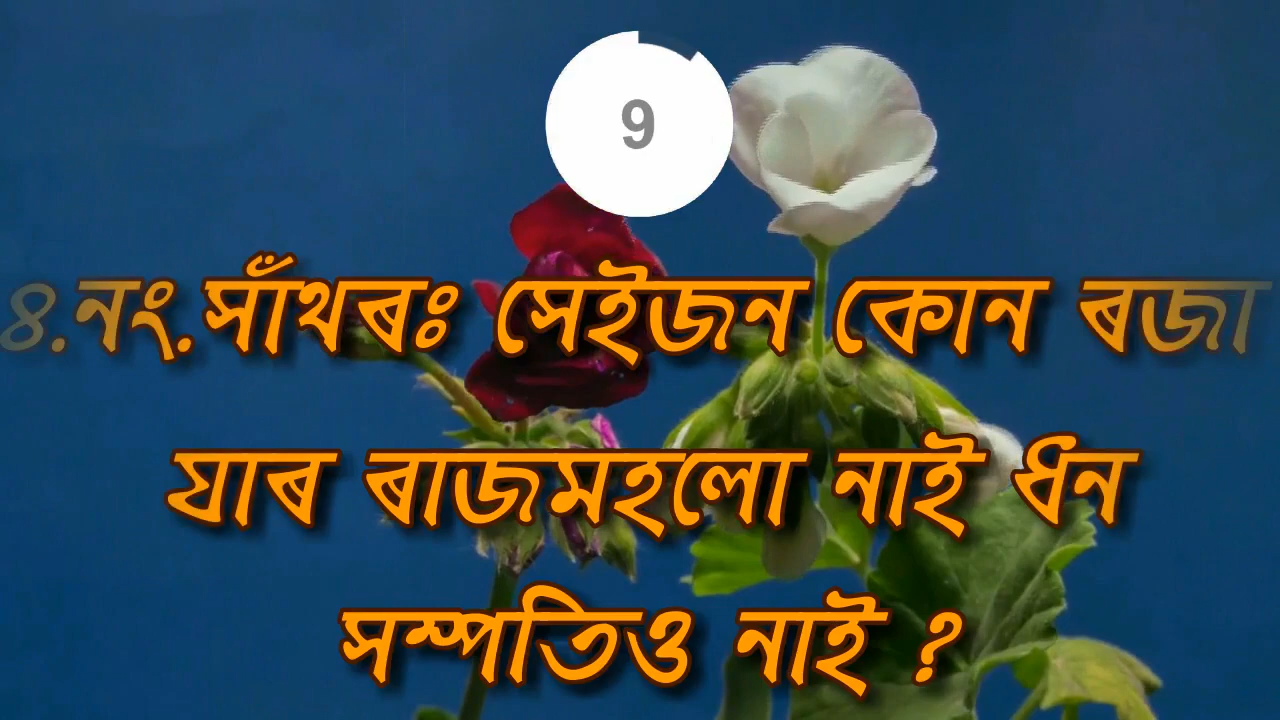 9
৪.নং.সাঁথৰঃ সেইজন কোন ৰজা
যাৰ ৰাজমহলো নাই ধন
সম্পতিও নাই ?